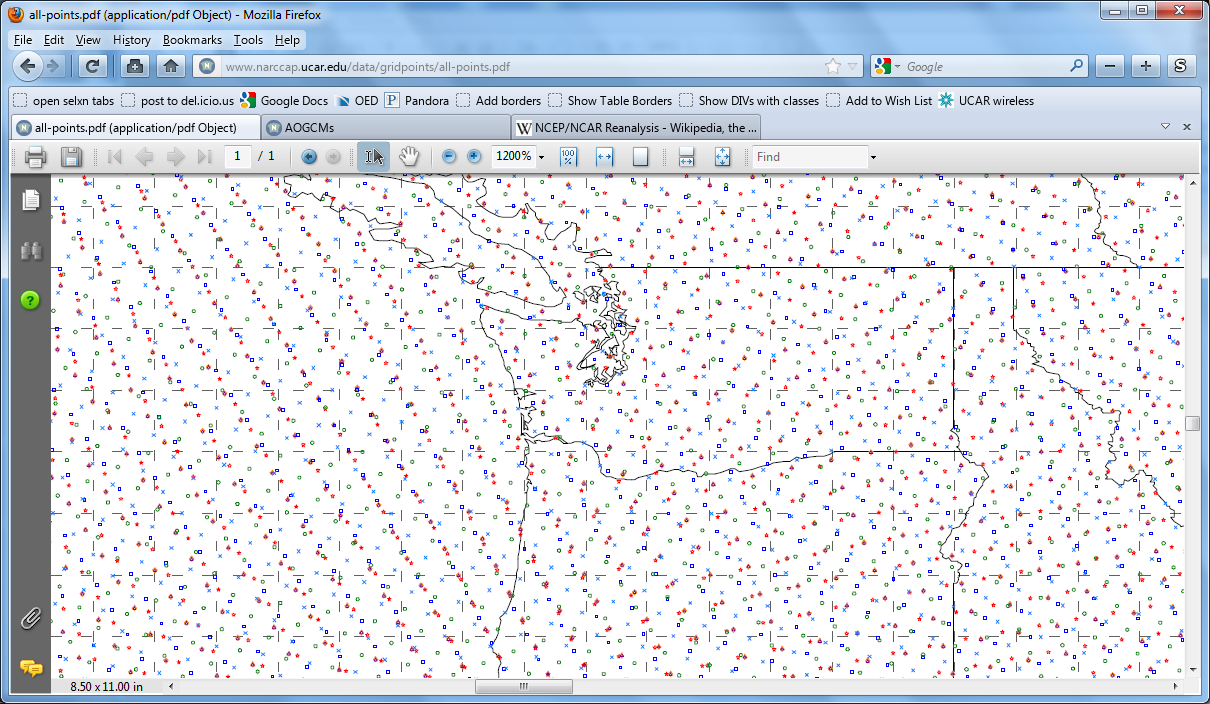 all-points.pdf (application/pdf Object) - Mozilla Firefox
File Edit View History Bookmarks Tools Help
www.narccap.ucar.edu/data/gridpoints/all-points.pdf Google S
open selxn tabs post to del.icio.us Google Docs OED P Pandora Add borders Show Table Borders Show DIVs with classes Add to Wish List UCAR wireless
N all-points.pdf (application/pdf Object) N AOGCMs W NCEP/NCAR Reanalysis - Wikipedia, the ...
1 / 1 1200% 100 % Find
?
8.50 x 11.00 in